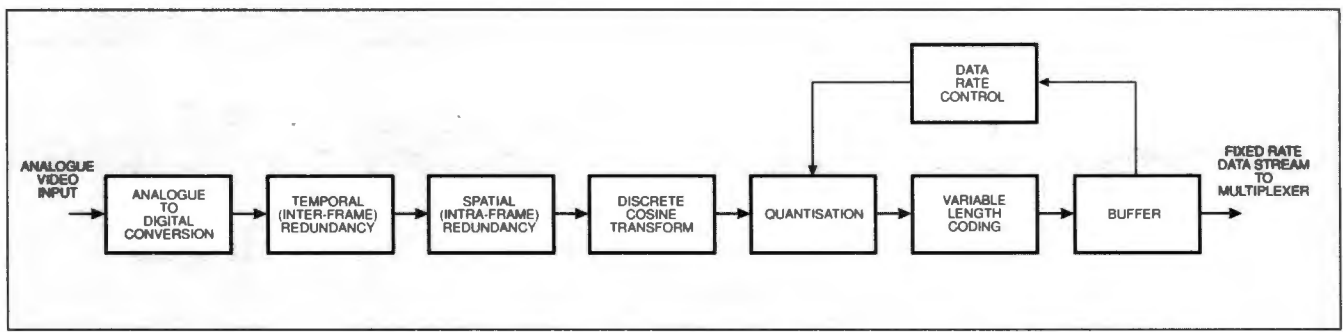 DATA
RATE
CONTROL
ANALOGUE
VIDEO
INPUT
ANALOGUE
TO
DIGITAL
CONVERSION
TEMPORAL
(INTER-FRAME)
REDUNDANCY
SPATIAL
(INTRA-FRAME)
REDUNDANCY
DISCRETE
COSINE
TRANSFORM
QUANTISATION
VARIABLE
LENGTH
CODING
BUFFER
FIXED RATE
DATA STREAM
TO
MULTIPLEXER